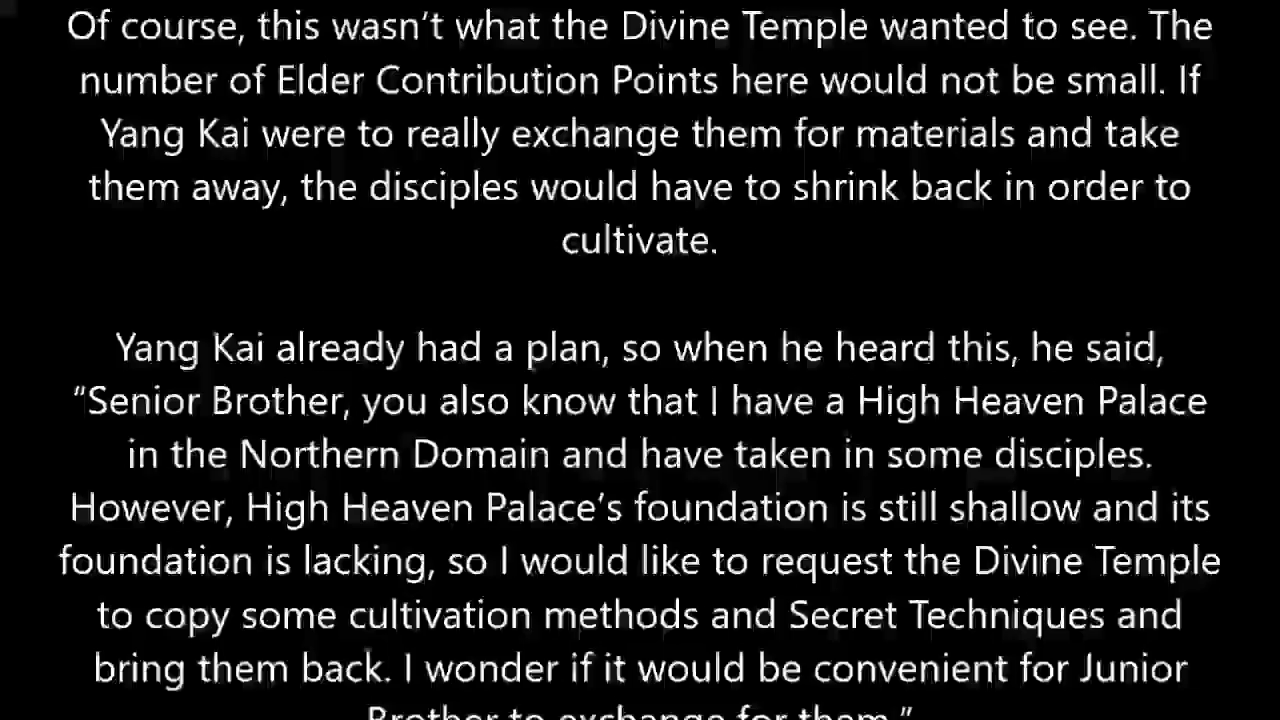 Of course, this wasn’t what the Divine Temple wanted to see. The
number of Elder Contribution Points here would not be small. If
Yang Kai were to really exchange them for materials and take
them away, the disciples would have to shrink back in order to
cultivate.
Yang Kai already had a plan, so when he heard this, he said,
“Senior Brother, you also know that I have a High Heaven Palace
in the Northern Domain and have taken in some disciples.
However, High Heaven Palace’s foundation is still shallow and its
foundation is lacking, so I would like to request the Divine Temple
to copy some cultivation methods and Secret Techniques and
bring them back. I wonder if it would be convenient for Junior
Brother to exchange for them.”